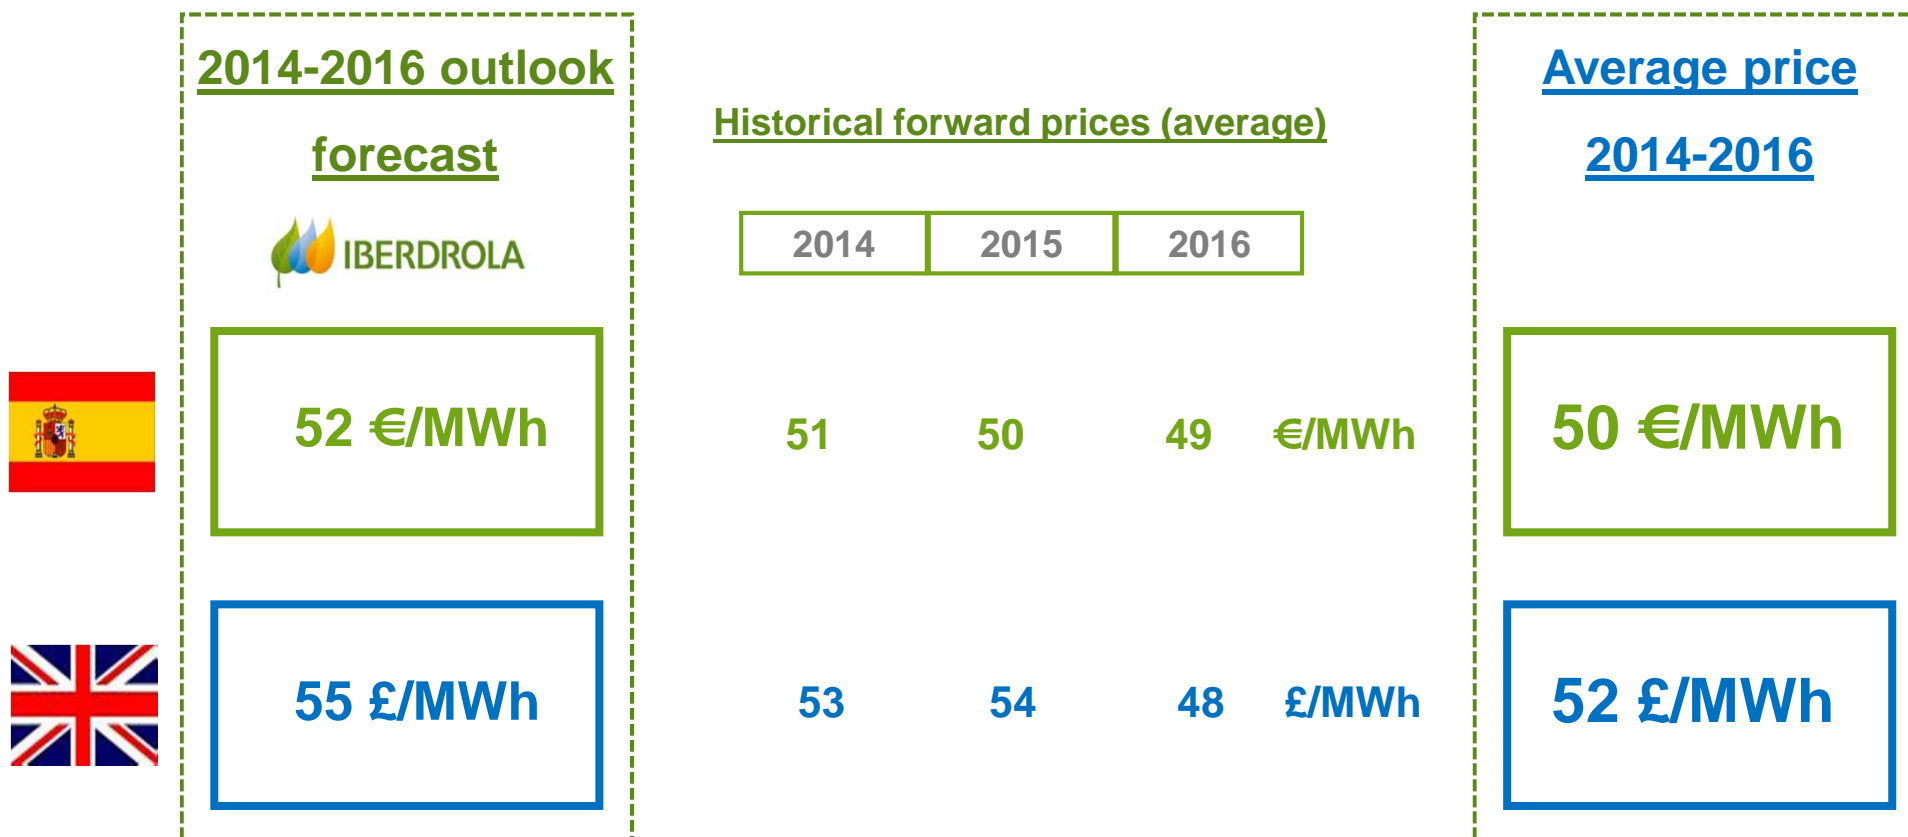 2014-2016 outlook
forecast
IBERDROLA
Historical forward prices (average)
2014 2015 2016
Average price
2014-2016
52 €/MWh
51 50 49 €/MWh
50 €/MWh
55 £/MWh
53 54 48 £/MWh
52 £/MWh